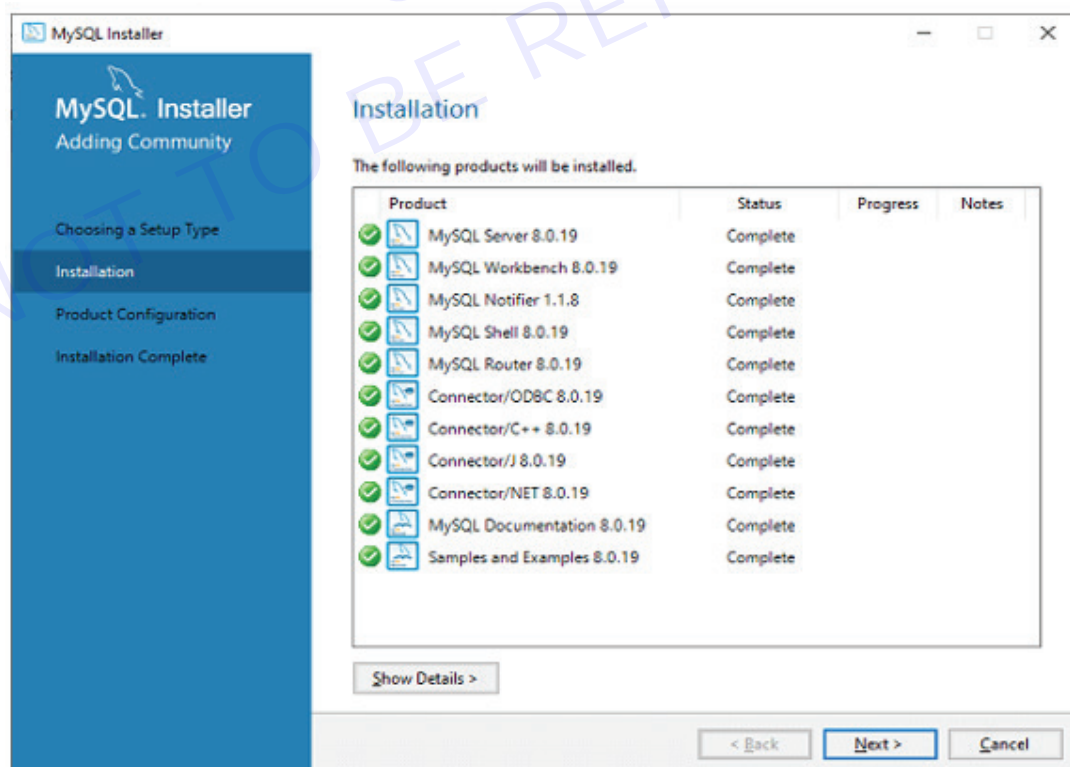 MySQL Installer
MySQL. Installer
Adding Community
Choosing a Setup Type
Installation
Product Configuration
Installation Complete
Installation
The following products will be installed.
Product Status Progress Notes
MySQL Server 8.0.19 Complete
MySQL Workbench 8.0.19 Complete
MySQL Notifier 1.1.8 Complete
MySQL Shell 8.0.19 Complete
MySQL Router 8.0.19 Complete
Connector/ODBC 8.0.19 Complete
Connector/C++ 8.0.19 Complete
Connector/J 8.0.19 Complete
Connector/NET 8.0.19 Complete
MySQL Documentation 8.0.19 Complete
Samples and Examples 8.0.19 Complete
Show Details >
< Back Next > Cancel
NOT TO BE